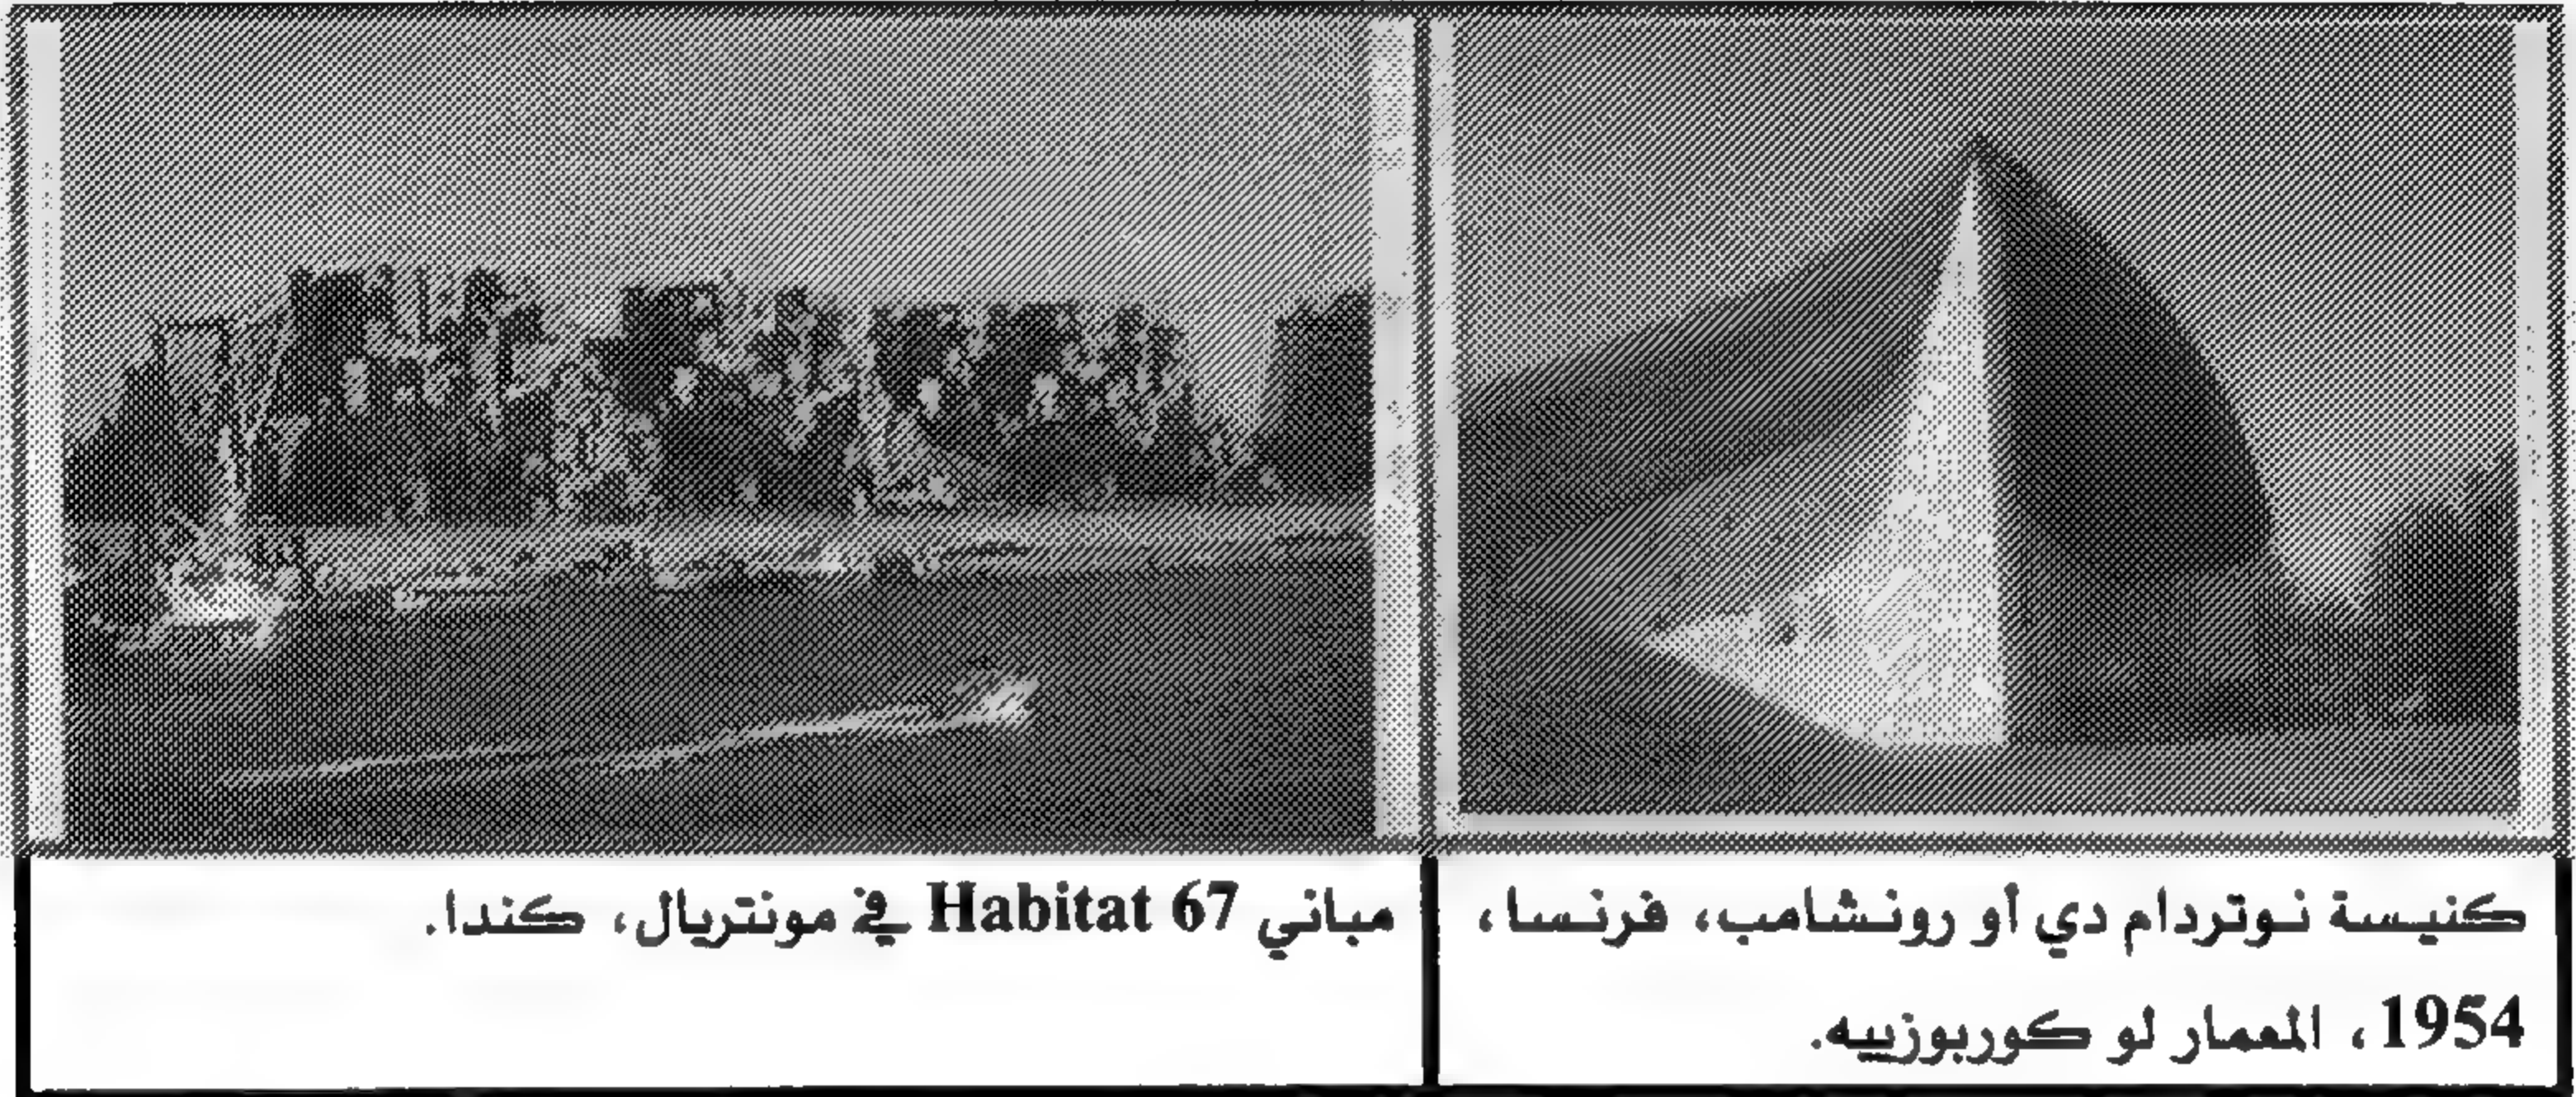 كنيسة نوتردام دي أو رونشامب، فرنسا،
1954، المعمار لو كوربوزييه.
مباني Habitat 67 في مونتريال، كندا.